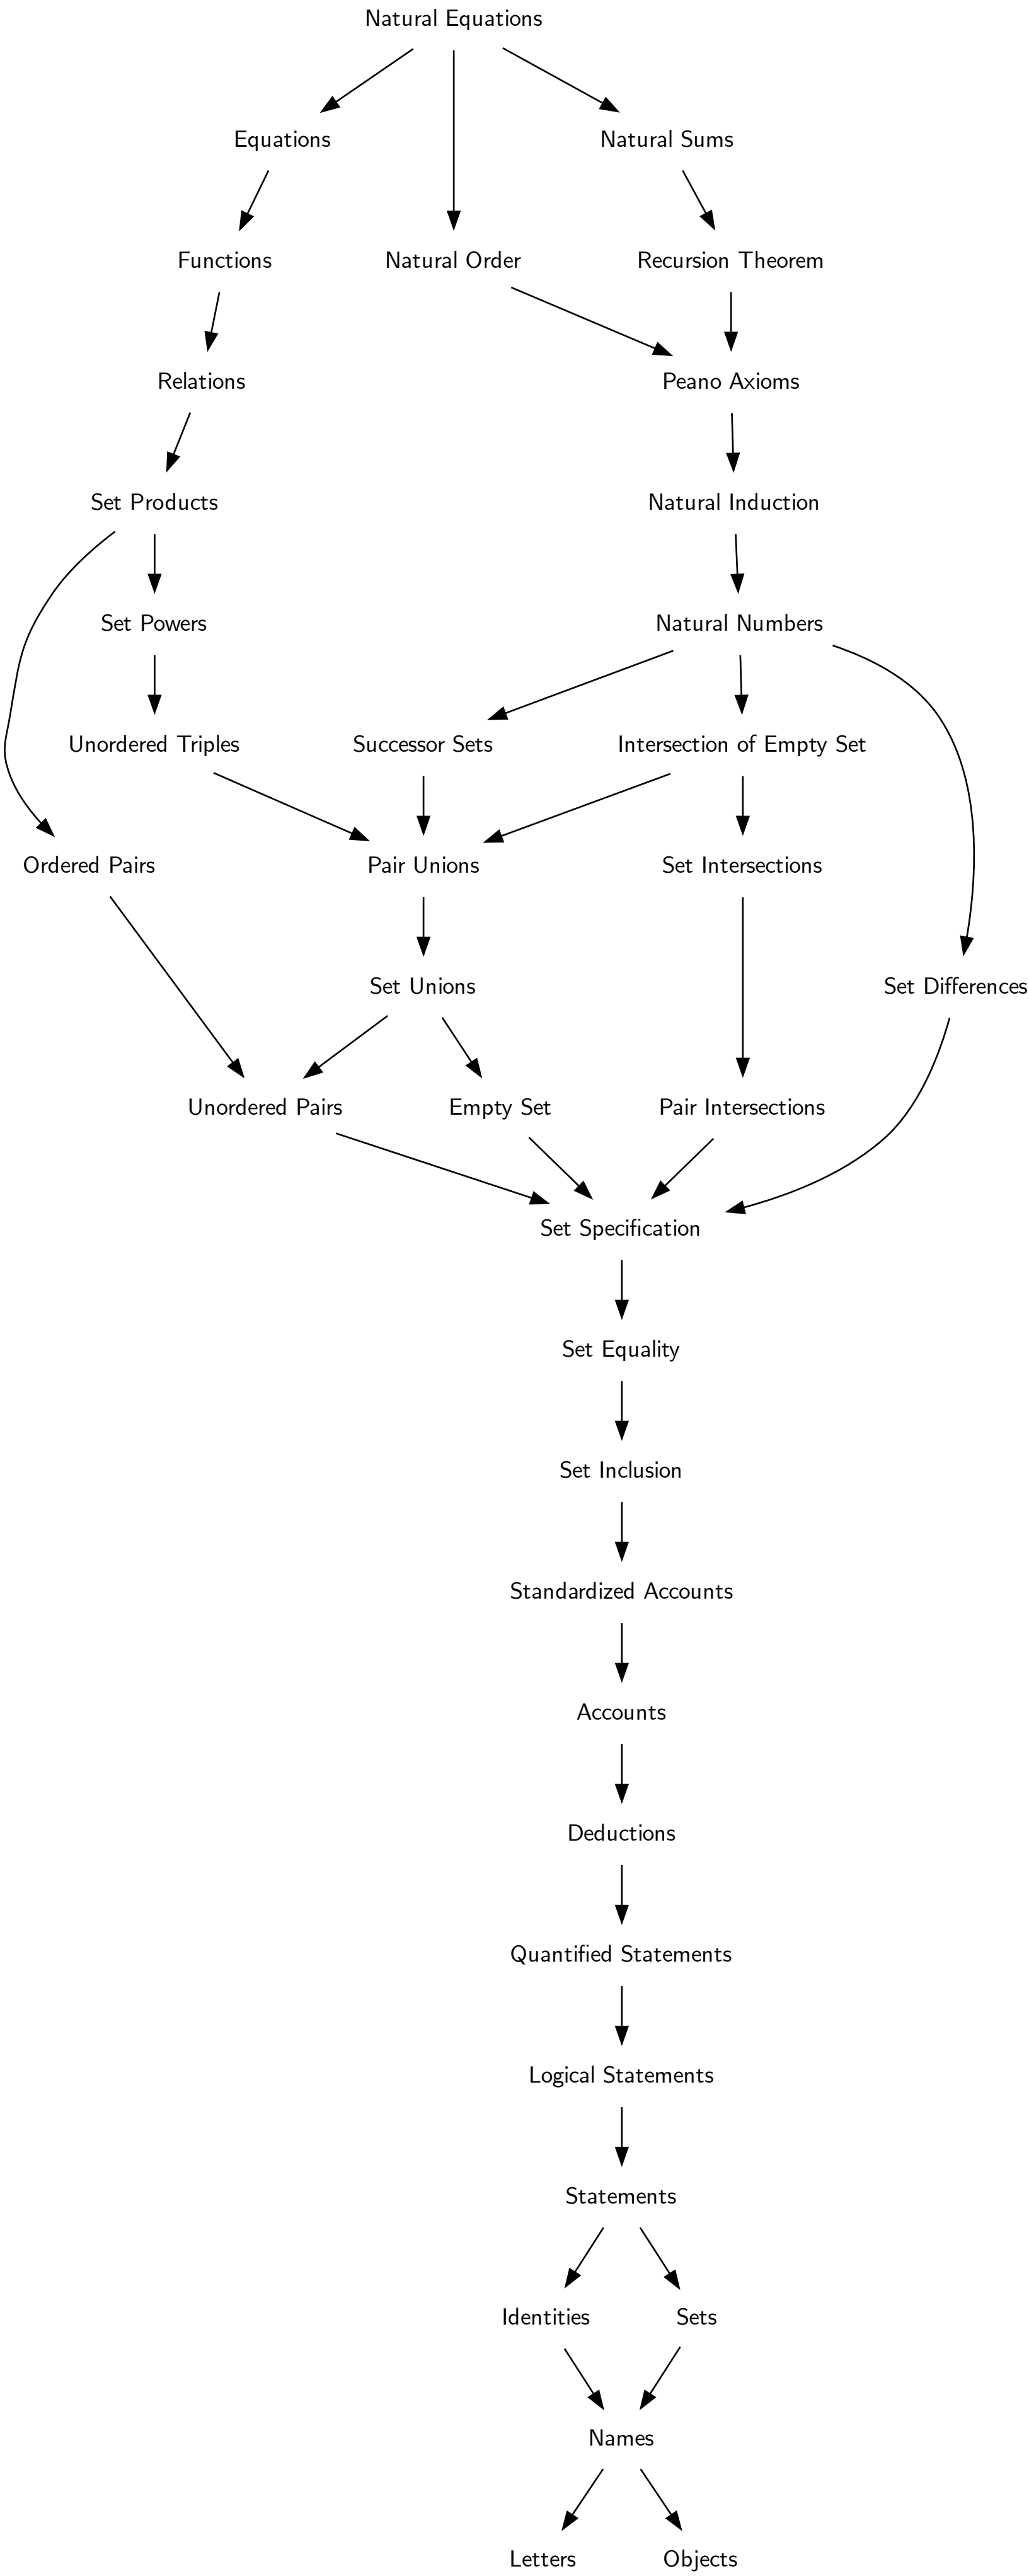 Natural Equations
Equations
Natural Sums
Functions
Natural Order
Recursion Theorem
Relations
Peano Axioms
Set Products
Natural Induction
Set Powers
Natural Numbers
Unordered Triples
Successor Sets
Intersection of Empty Set
Ordered Pairs
Pair Unions
Set Intersections
Set Unions
Set Differences
Unordered Pairs
Empty Set
Pair Intersections
Set Specification
Set Equality
Set Inclusion
Standardized Accounts
Accounts
Deductions
Quantified Statements
Logical Statements
Statements
Identities
Sets
Names
Letters
Objects